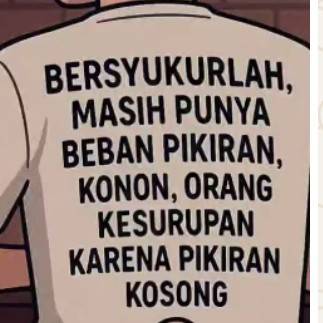 BERSYUKURLAH,
MASIH PUNYA
BEBAN PIKIRAN,
KONON, ORANG
KESURUPAN
KARENA PIKIRAN
KOSONG